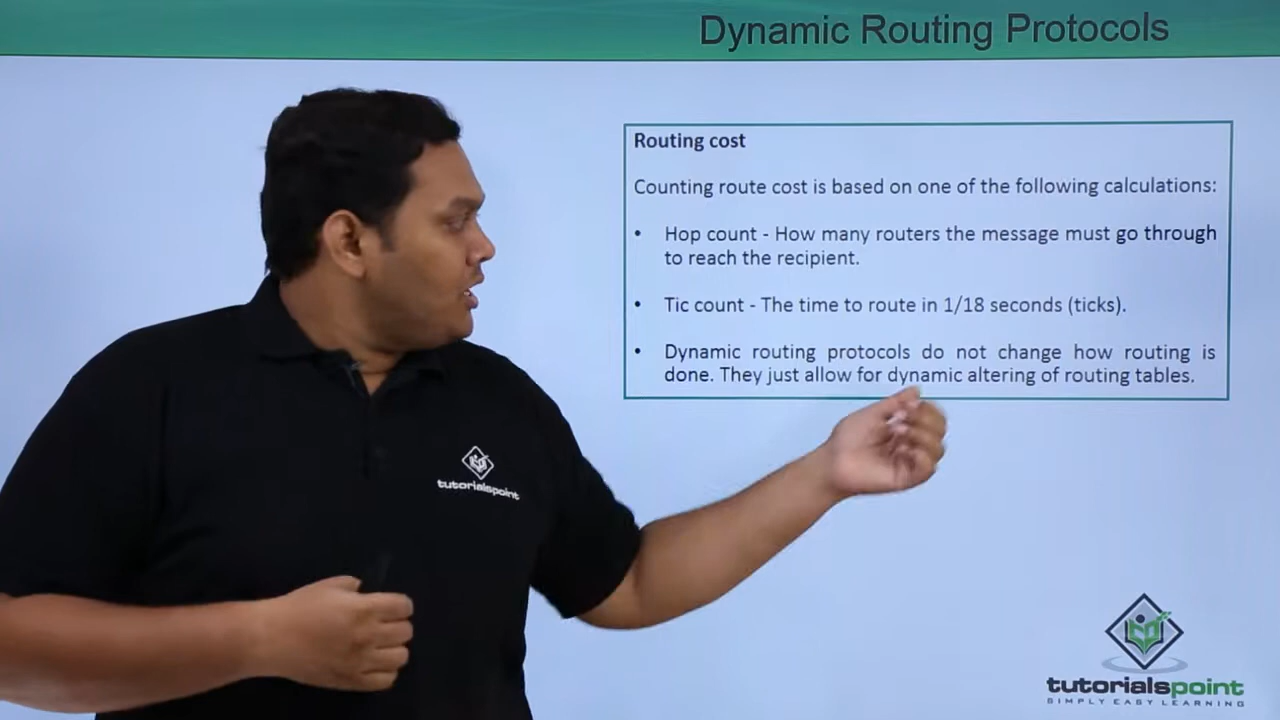 Dynamic Routing Protocols
Routing cost
Counting route cost is based on one of the following calculations:
• Hop count - How many routers the message must go through
to reach the recipient.
• Tic count - The time to route in 1/18 seconds (ticks).
• Dynamic routing protocols do not change how routing is
done. They just allow for dynamic altering of routing tables.
tutorialspoint
tutorialspoint
SIMPLY EASY LEARNING